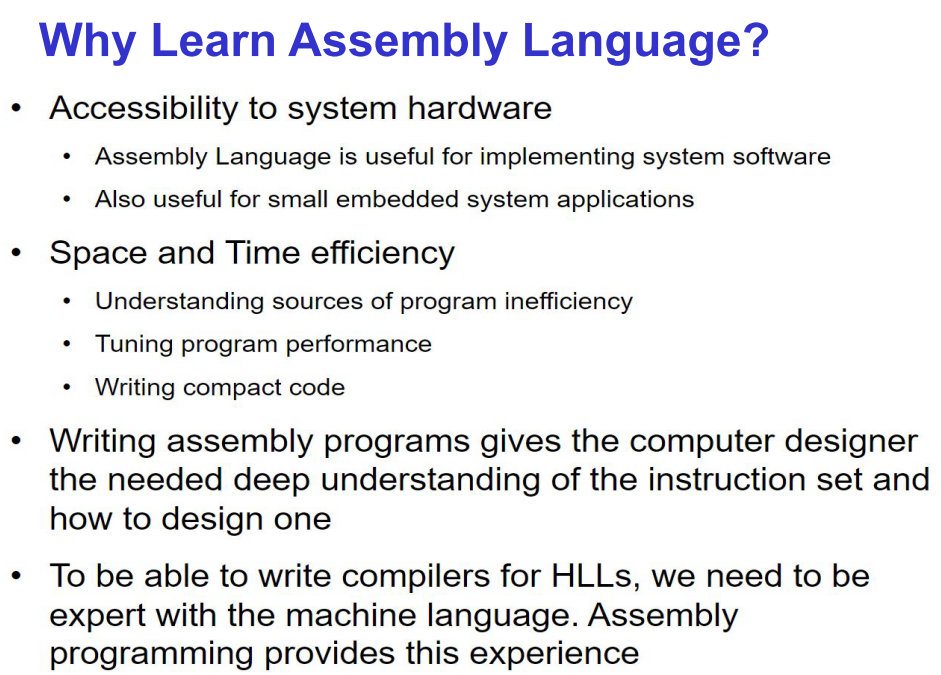 Why Learn Assembly Language?
• Accessibility to system hardware
• Assembly Language is useful for implementing system software
• Also useful for small embedded system applications
• Space and Time efficiency
• Understanding sources of program inefficiency
• Tuning program performance
• Writing compact code
• Writing assembly programs gives the computer designer
the needed deep understanding of the instruction set and
how to design one
• To be able to write compilers for HLLs, we need to be
expert with the machine language. Assembly
programming provides this experience